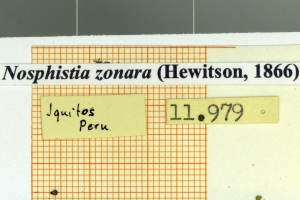 Nosphistia zonara (Hewitson, 1866)
Iquitos
Peru
11.979